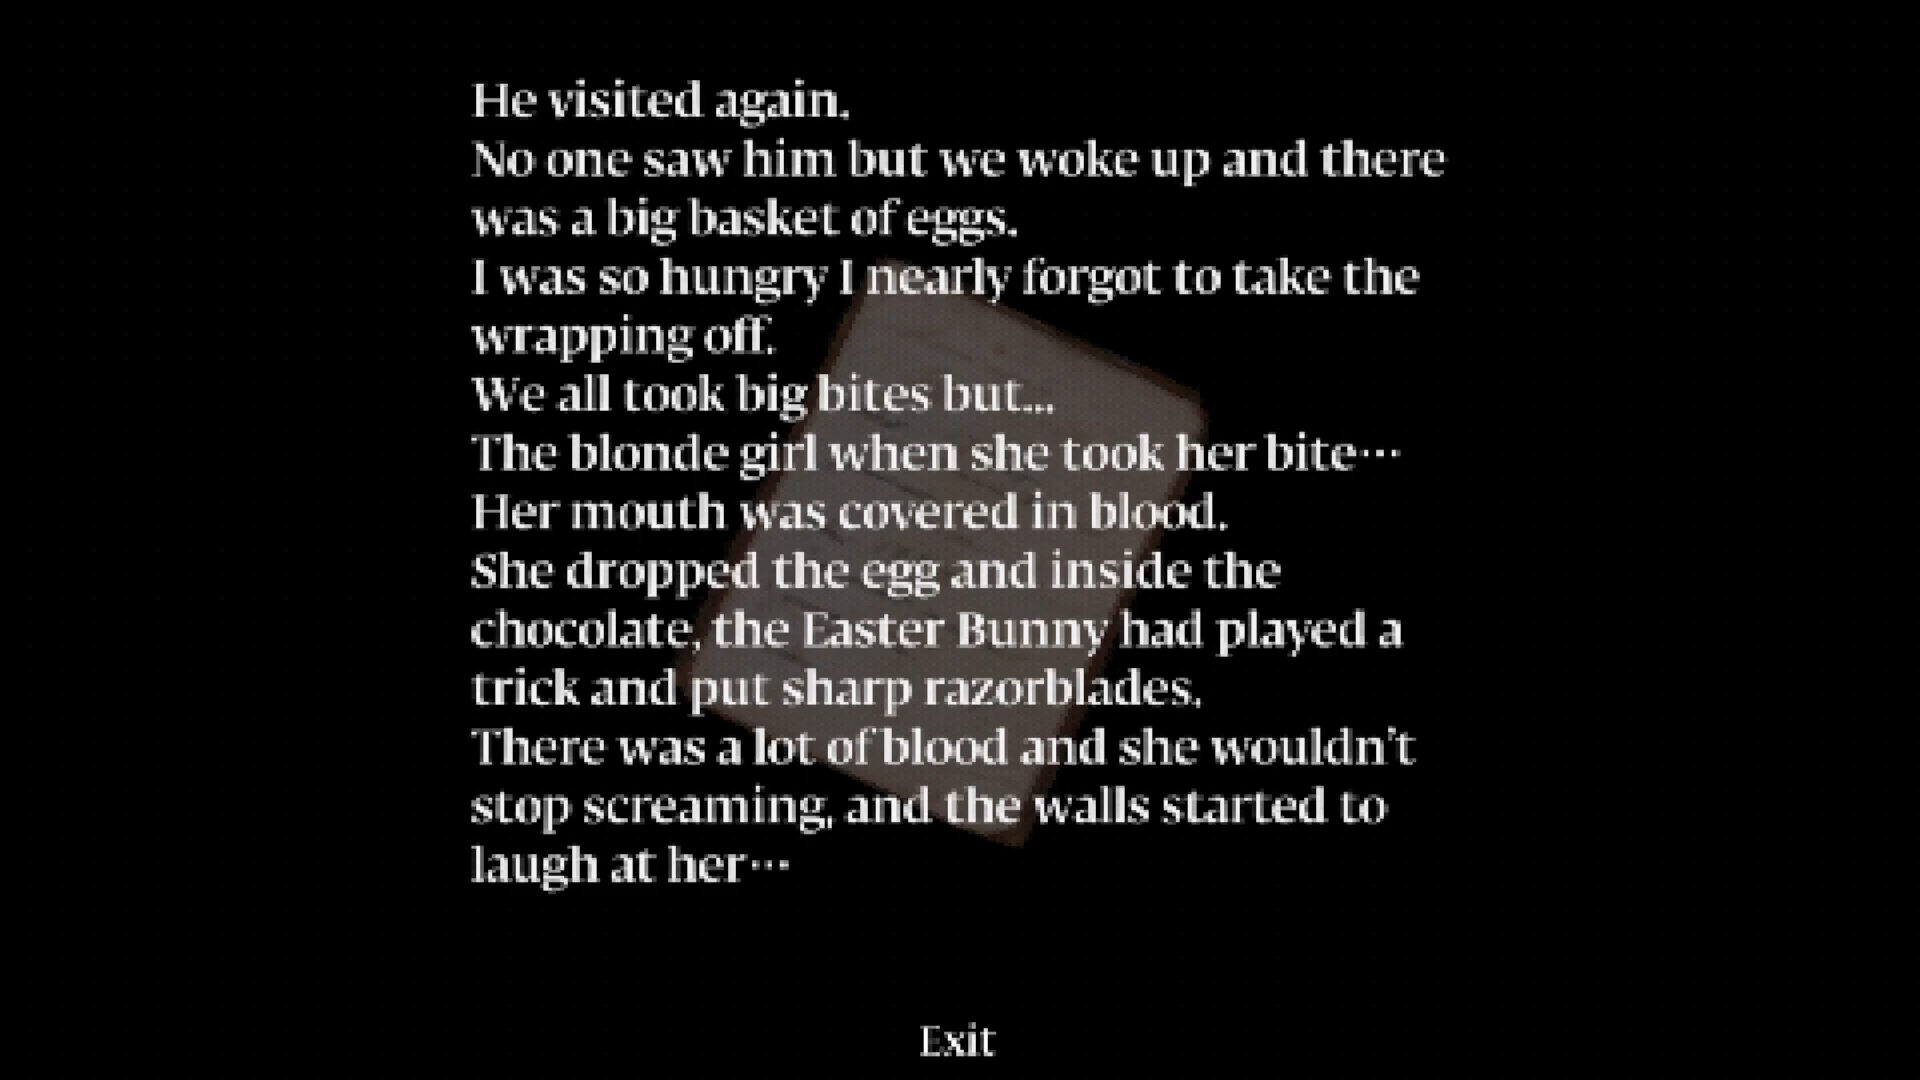 He visited again.
No one saw him but we woke up and there
was a big basket of eggs.
I was so hungry I nearly forgot to take the
wrapping off.
We all took big bites but...
The blonde girl when she took her bite⋯
Her mouth was covered in blood.
She dropped the egg and inside the
chocolate, the Easter Bunny had played a
trick and put sharp razorblades.
There was a lot of blood and she wouldn't
stop screaming, and the walls started to
laugh at her⋯
Exit